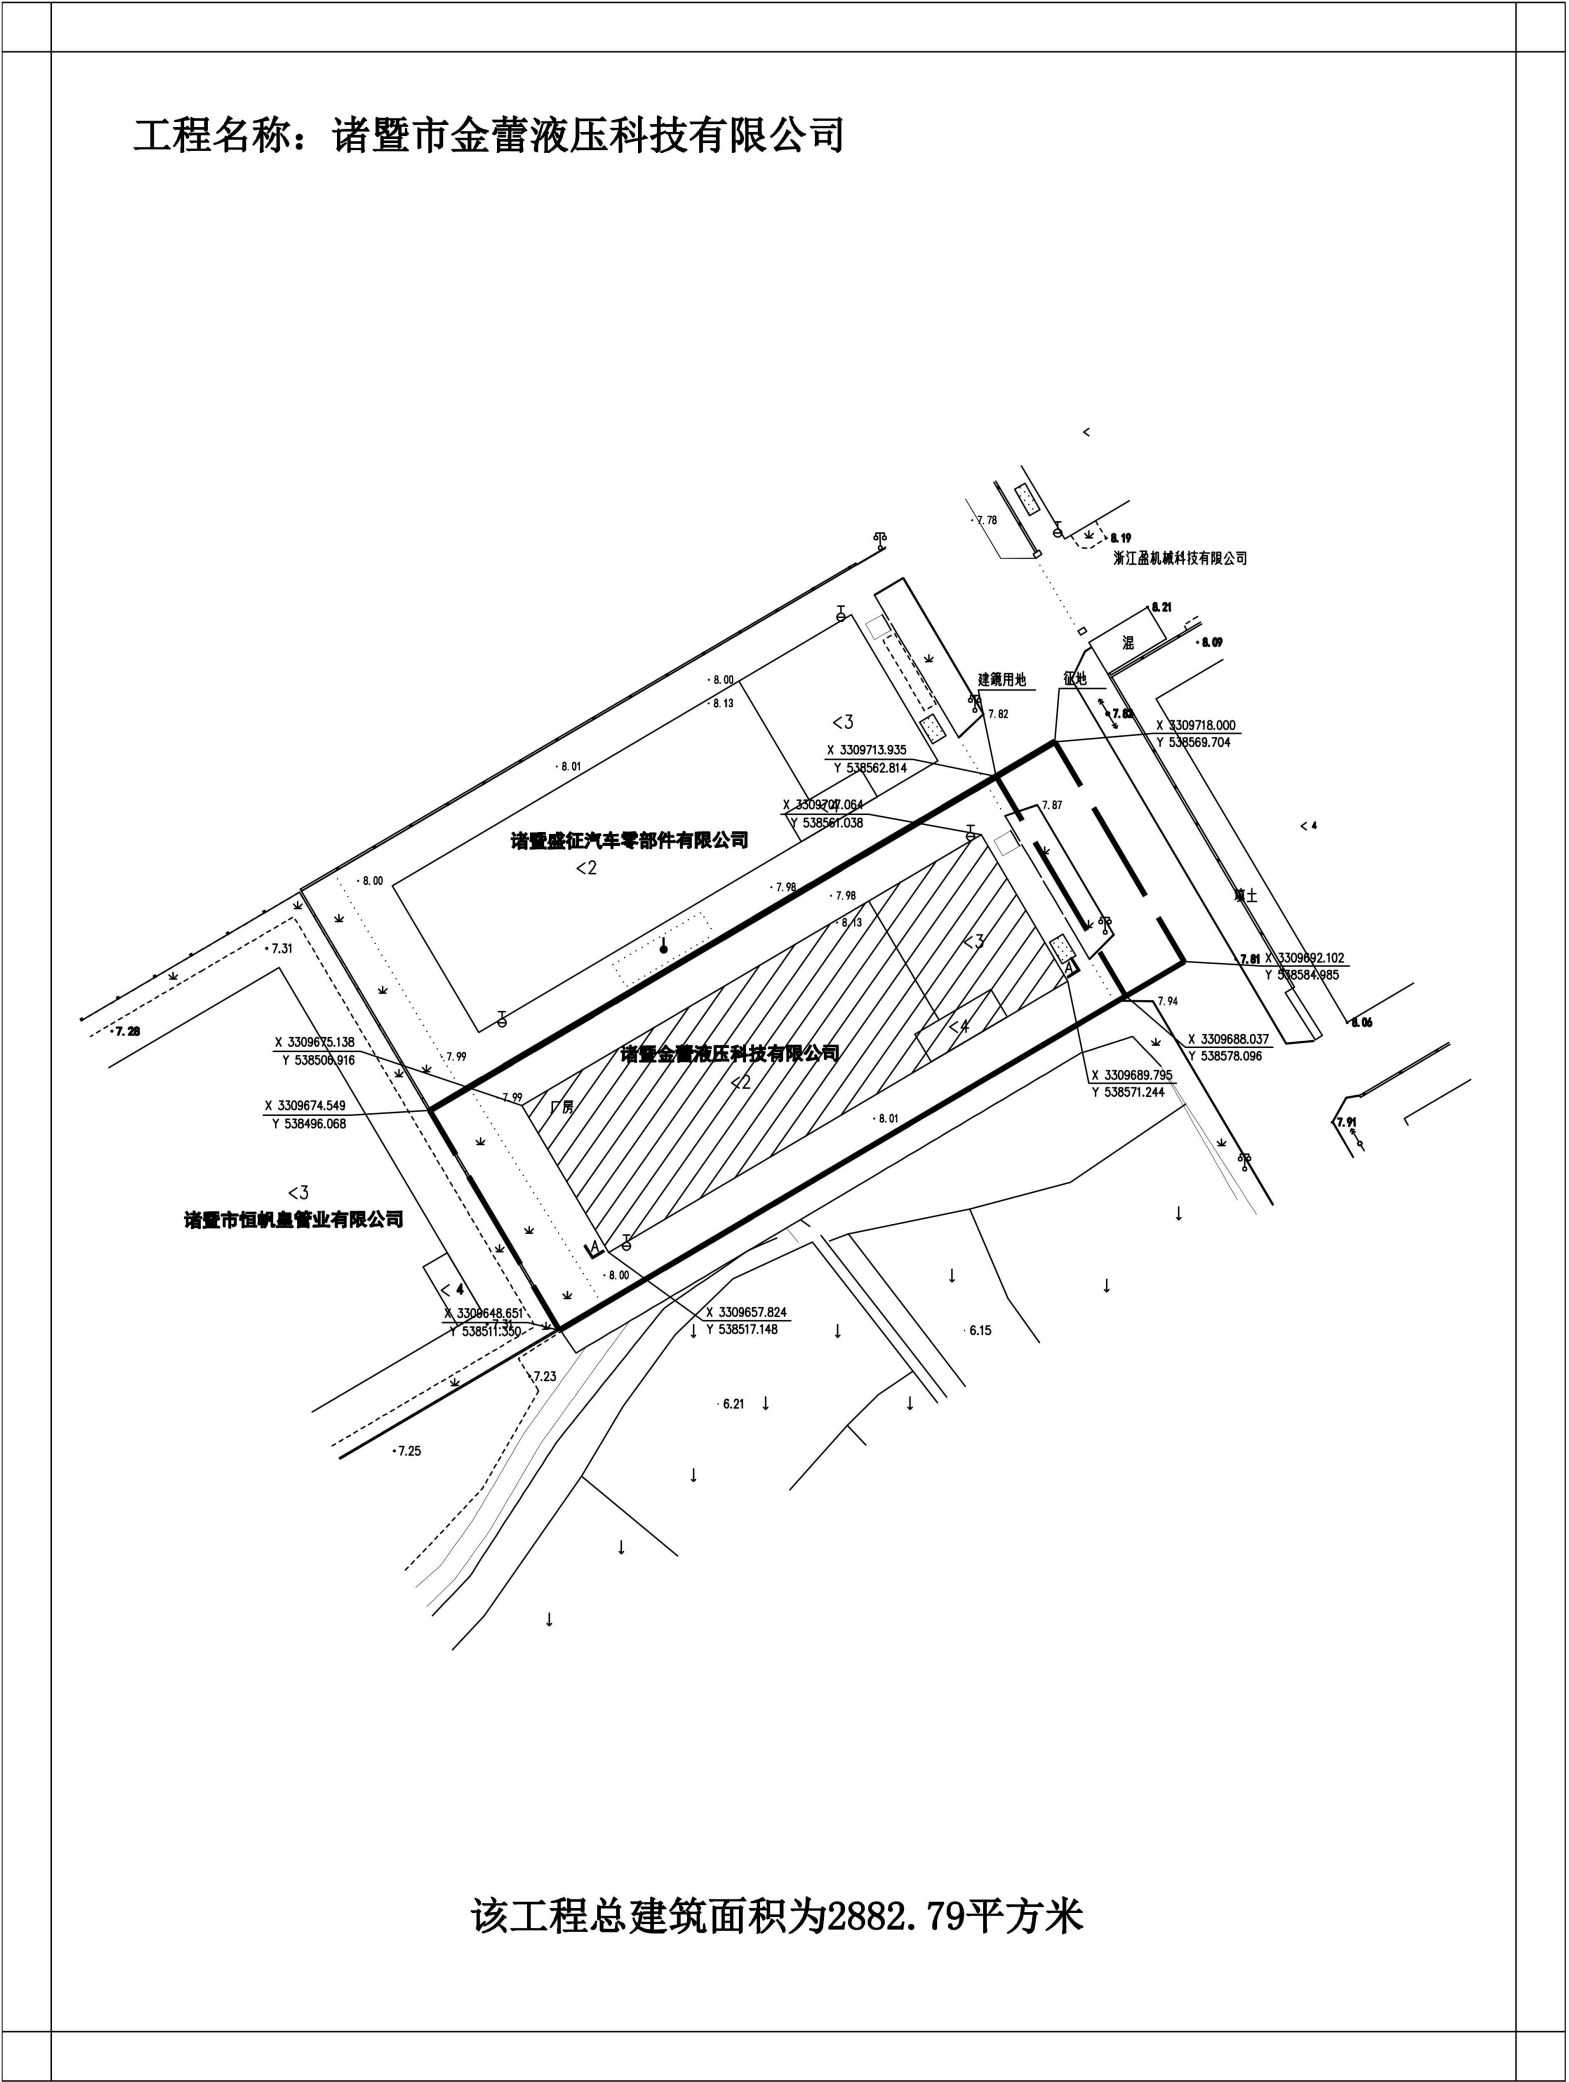 工程名称：诸暨市金蕾液压科技有限公司
<
7.78
8.19
浙江盈机械科技有限公司
8.21
混
8.09
8.00
8.13
建镜用地
征地
7.82
7.82
<3
X 3309718.000
Y 538569.704
X 3309713.935
Y 538562.814
8.01
X 3309707.064
Y 538561.038
<4
7.87
< 4
诸暨盛征汽车零部件有限公司
<2
8.00
7.98
7.98
8.13
填土
7.31
<3
7.81
X 3309692.102
Y 538584.985
A
7.94
7.28
8.06
<4
X 3309675.138
Y 538506.916
7.99
诸暨金蕾液压科技有限公司
<2
X 3309688.037
Y 538578.096
X 3309689.795
Y 538571.244
7.99
厂房
X 3309674.549
Y 538496.068
8.01
7.91
<3
诸暨市恒帆皇管业有限公司
A
8.00
< 4
X 3309648.651
Y 538511.350
7.31
X 3309657.824
Y 538517.148
6.15
7.23
6.21
7.25
该工程总建筑面积为2882.79平方米